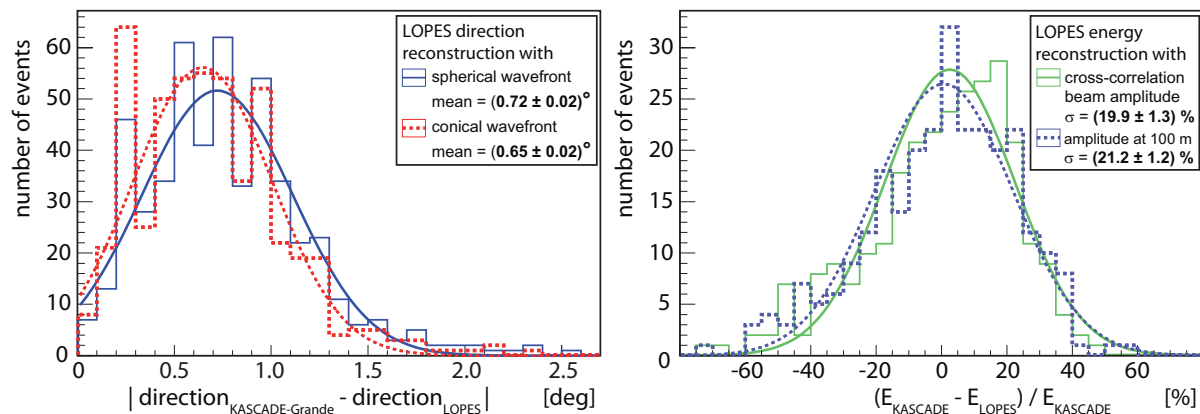 LOPES direction
reconstruction with
spherical wavefront
mean = (0.72 ± 0.02)°
conical wavefront
mean = (0.65 ± 0.02)°
number of events
60
50
40
30
20
10
0
0 0.5 1.0 1.5 2.0 2.5
| direction_KASCADE-Grande - direction_LOPES | [deg]
LOPES energy
reconstruction with
cross-correlation
beam amplitude
σ = (19.9 ± 1.3) %
amplitude at 100 m
σ = (21.2 ± 1.2) %
number of events
30
25
20
15
10
5
0
-60 -40 -20 0 20 40 60
(E_KASCADE - E_LOPES) / E_KASCADE [%]